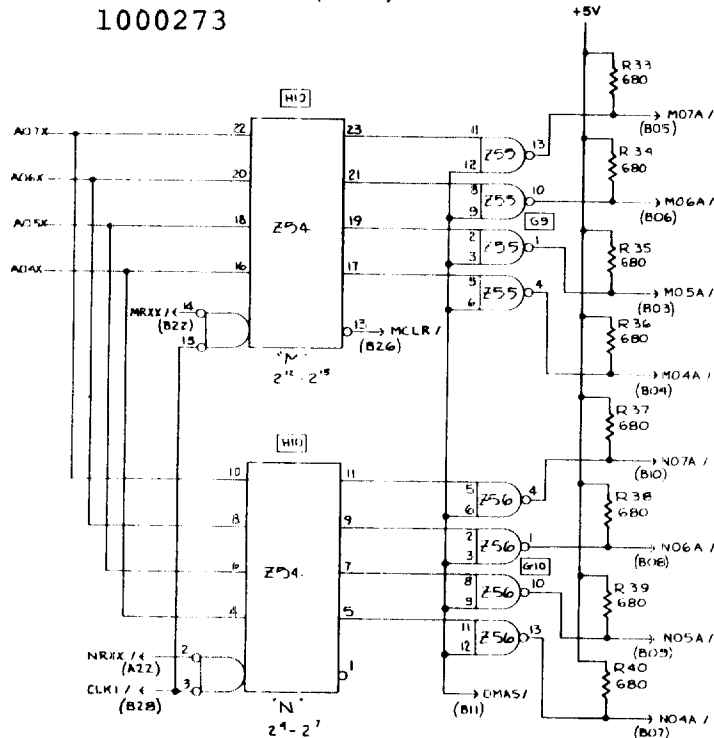 1000273
+5V
R33
680
H10
A07X
22
23
11
12
Z55
13
M07A/
(B05)
R34
680
A06X
20
21
8
9
Z55
10
M06A/
(B06)
G9
A05X
18
Z54
19
2
3
Z55
1
R35
680
M05A/
(B03)
A04X
16
17
5
6
Z55
4
R36
680
MRXX/
(B22)
14
15
13
MCLR/
(B26)
"M"
2¹²-2¹⁵
M04A/
(B04)
R37
680
H10
10
11
5
6
Z56
4
N07A/
(B10)
8
9
2
3
Z56
1
R38
680
N06A/
(B08)
G10
6
Z54
7
8
9
Z56
10
R39
680
N05A/
(B09)
4
5
11
12
Z56
13
R40
680
NRXX/
(A22)
2
1
CLK1/
(B28)
3
"N"
2⁴-2⁷
DMAS/
(B11)
N04A/
(B07)